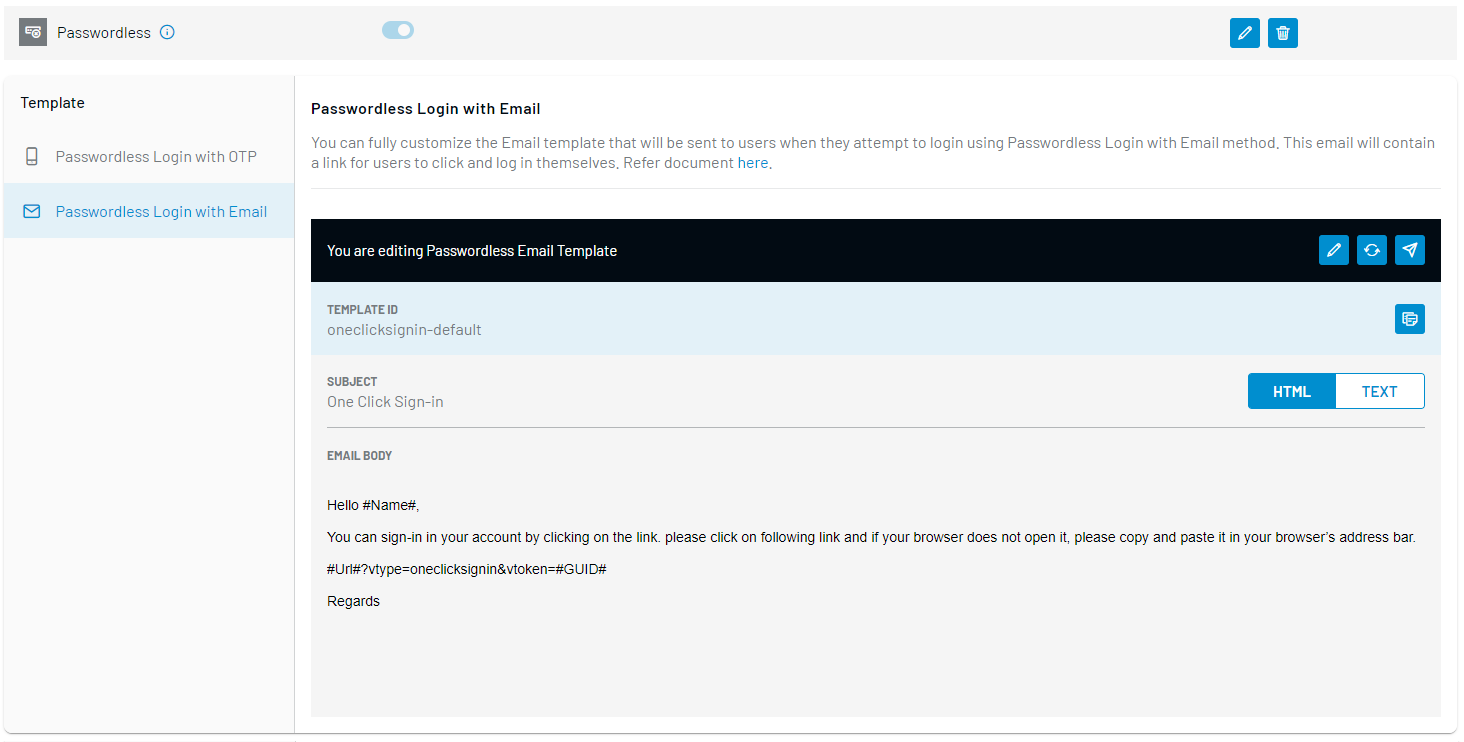 Passwordless
Template
Passwordless Login with OTP
Passwordless Login with Email
Passwordless Login with Email
You can fully customize the Email template that will be sent to users when they attempt to login using Passwordless Login with Email method. This email will contain
a link for users to click and log in themselves. Refer document here.
You are editing Passwordless Email Template
TEMPLATE ID
oneclicksignin-default
SUBJECT
One Click Sign-in
HTML TEXT
EMAIL BODY
Hello #Name#,
You can sign-in in your account by clicking on the link. please click on following link and if your browser does not open it, please copy and paste it in your browser’s address bar.
#Url#?vtype=oneclicksignin&vtoken=#GUID#
Regards